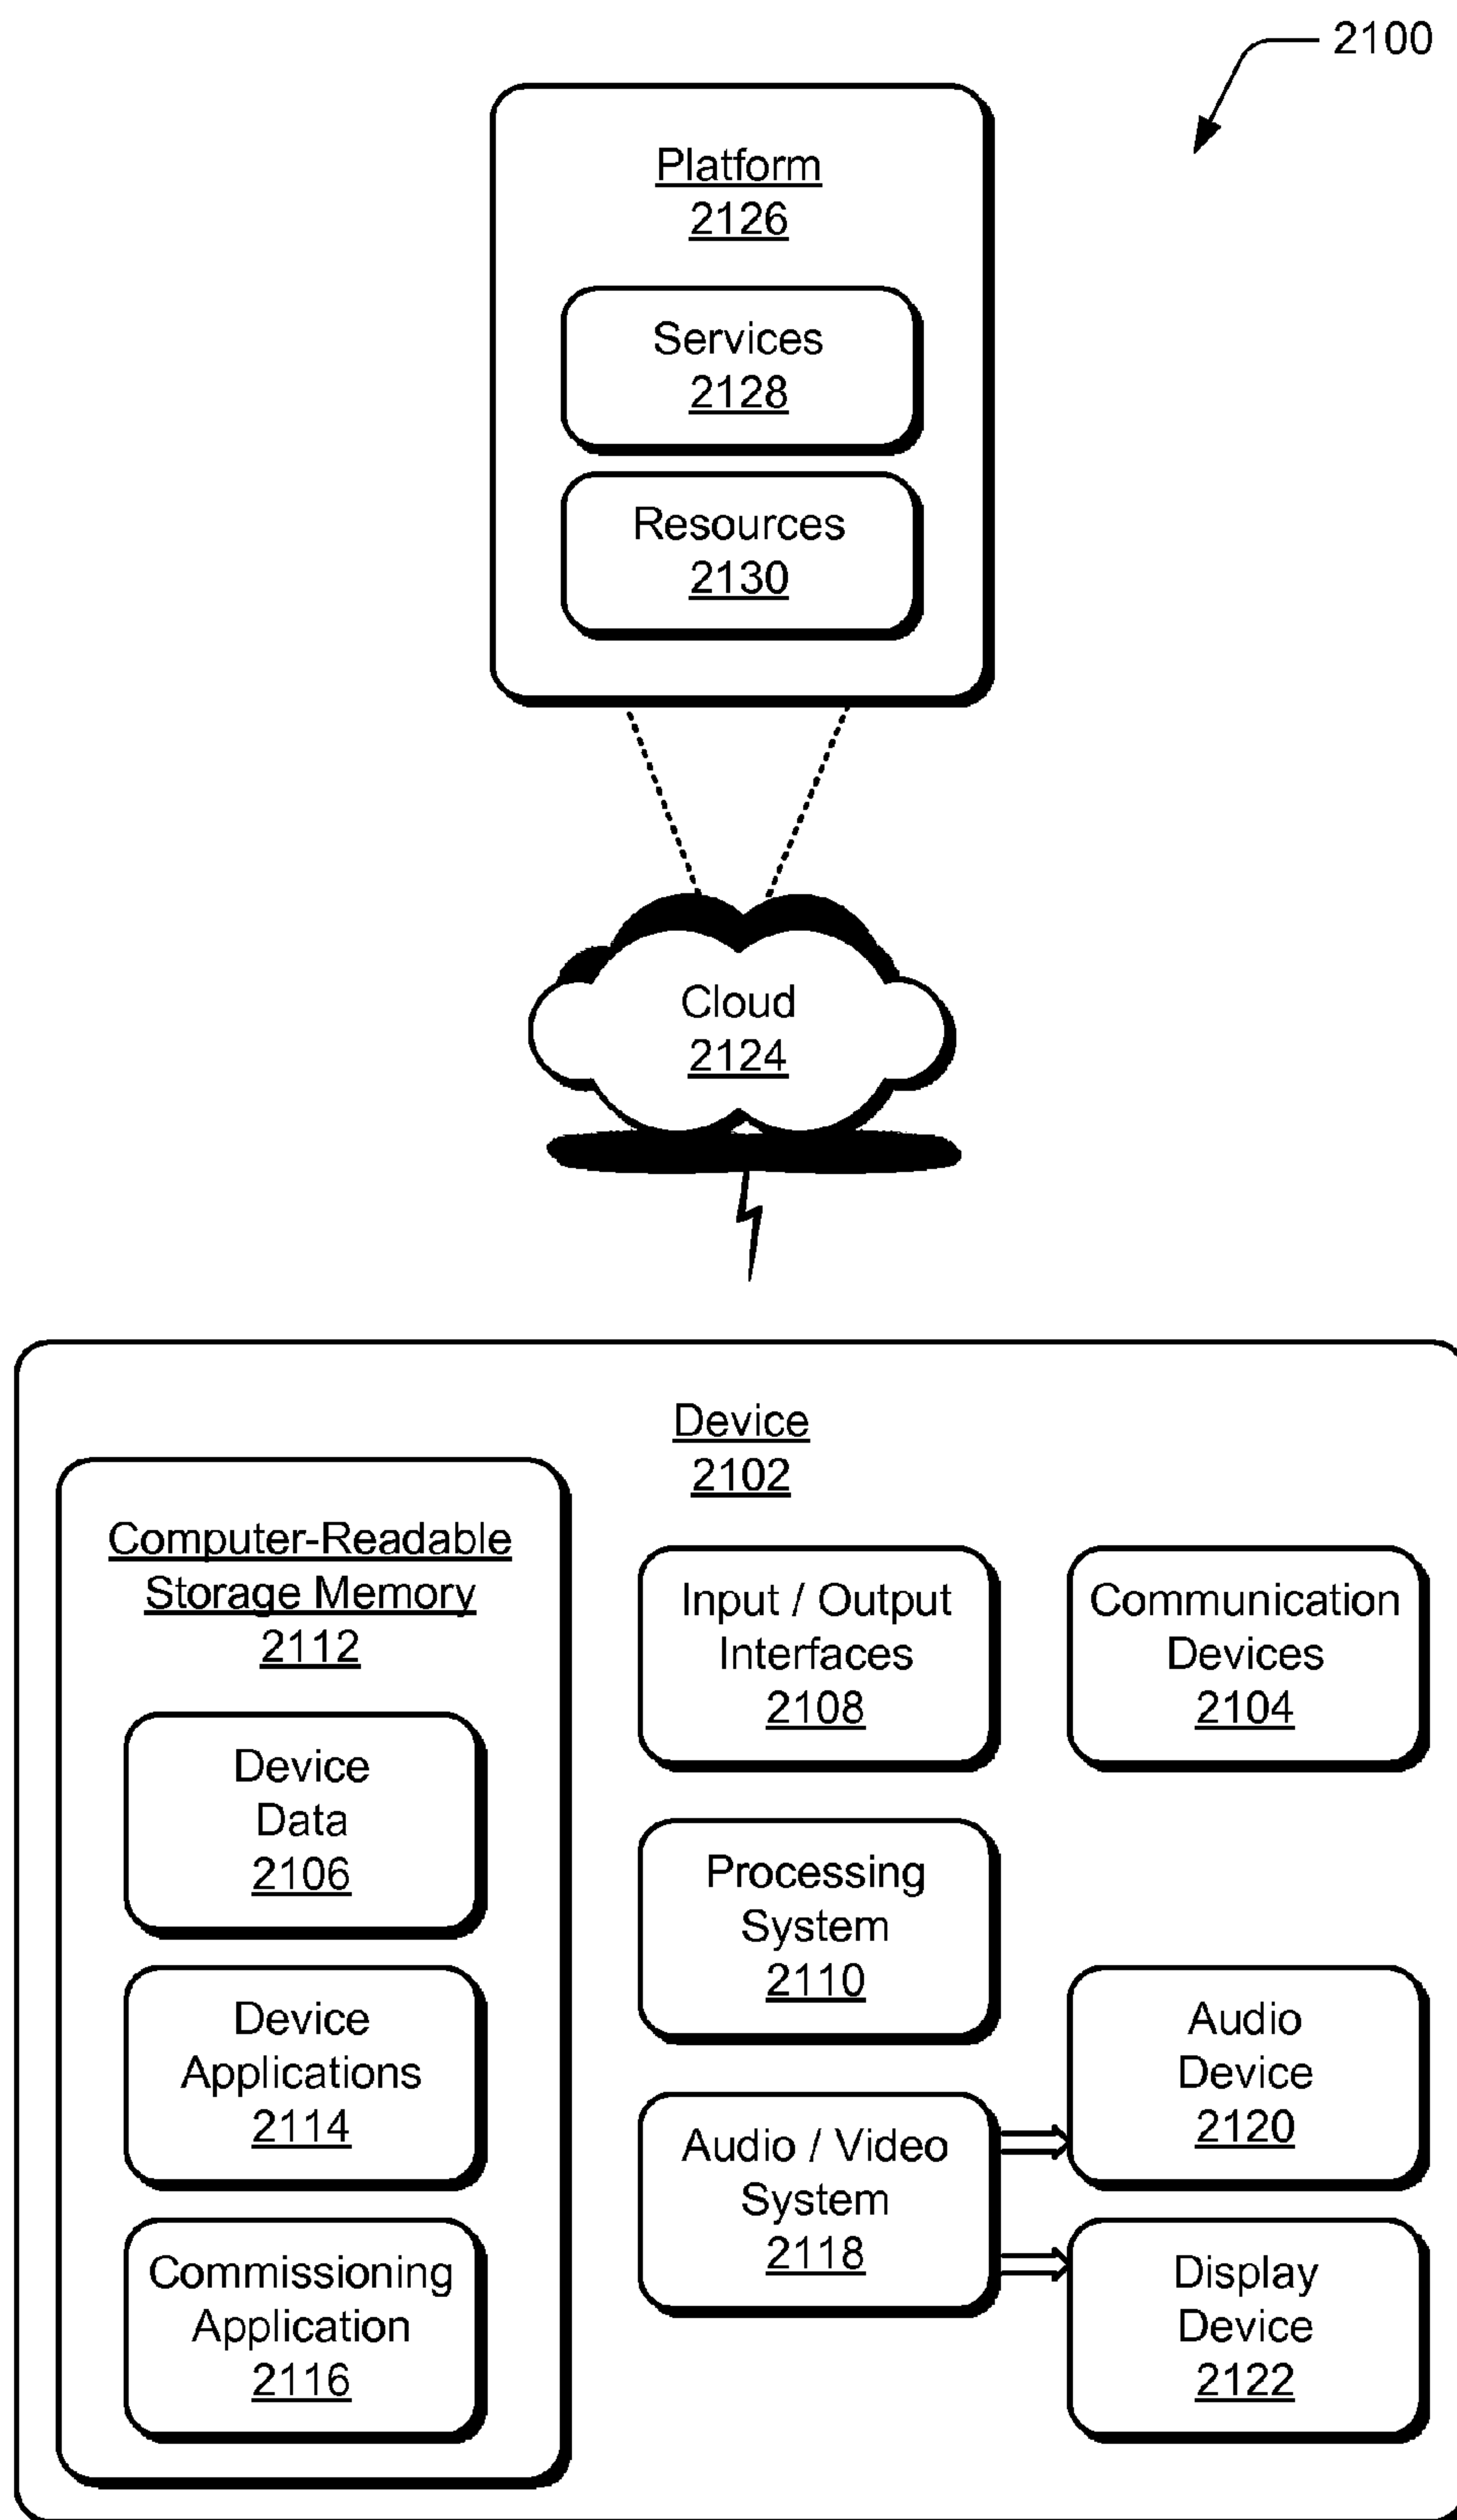 2100
Platform
2126
Services
2128
Resources
2130
Cloud
2124
Device
2102
Computer-Readable
Storage Memory
2112
Device
Data
2106
Device
Applications
2114
Commissioning
Application
2116
Input / Output
Interfaces
2108
Processing
System
2110
Audio / Video
System
2118
Communication
Devices
2104
Audio
Device
2120
Display
Device
2122